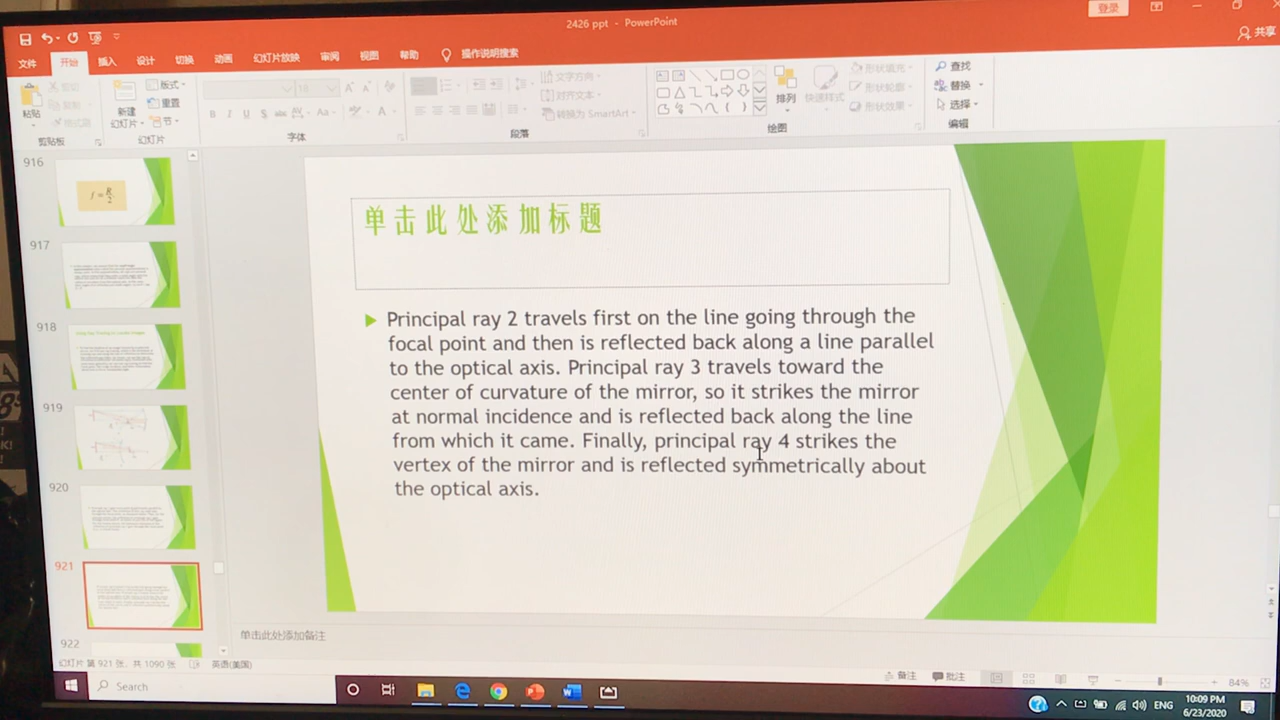 2426 ppt - PowerPoint
登录
文件 开始 插入 设计 切换 动画 幻灯片放映 审阅 视图 帮助 操作说明搜索
共享
粘贴
剪切
复制
格式刷
剪贴板
新建
幻灯片
版式
重置
节
幻灯片
字体
文字方向
对齐文本
转换为 SmartArt
段落
排列
快速样式
形状填充
形状轮廓
形状效果
绘图
查找
替换
选择
编辑
916
917
918
919
920
921
922
单击此处添加标题
Principal ray 2 travels first on the line going through the
focal point and then is reflected back along a line parallel
to the optical axis. Principal ray 3 travels toward the
center of curvature of the mirror, so it strikes the mirror
at normal incidence and is reflected back along the line
from which it came. Finally, principal ray 4 strikes the
vertex of the mirror and is reflected symmetrically about
the optical axis.
单击此处添加备注
幻灯片 第 921 张，共 1090 张 英语(美国)
备注 批注 84%
Search
ENG
10:09 PM
6/23/2020